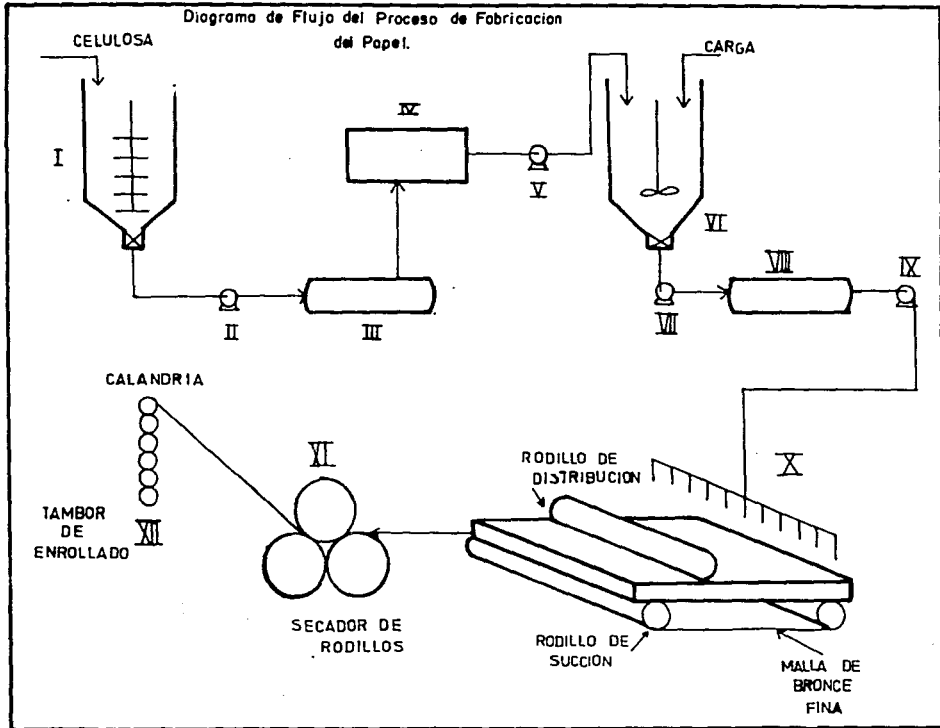 Diagrama de Flujo del Proceso de Fabricacion
del Papel.
CELULOSA
CARGA
I
IV
V
VI
II
III
VII
VIII
IX
CALANDRIA
XI
RODILLO DE
DISTRIBUCION
X
TAMBOR
DE
ENROLLADO
XII
SECADOR DE
RODILLOS
RODILLO DE
SUCCION
MALLA DE
BRONCE
FINA